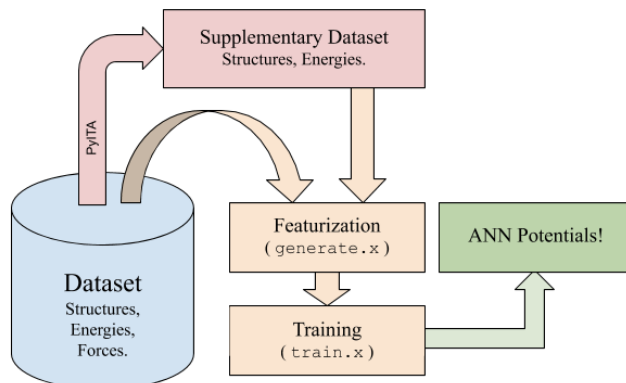 Supplementary Dataset
Structures, Energies.
PyITA
Featurization
( generate.x )
ANN Potentials!
Dataset
Structures,
Energies,
Forces.
Training
( train.x )